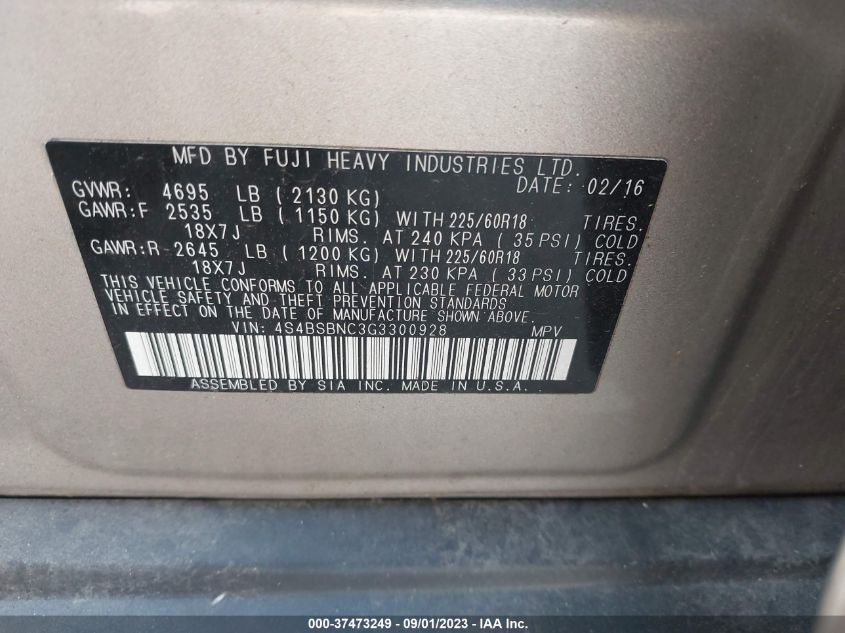 MFD BY FUJI HEAVY INDUSTRIES LTD.
DATE: 02/16
GVWR: 4695 LB ( 2130 KG)
GAWR:F 2535 LB ( 1150 KG) WITH 225/60R18 TIRES.
18X7J RIMS. AT 240 KPA ( 35 PSI) COLD
GAWR:R 2645 LB ( 1200 KG) WITH 225/60R18 TIRES.
18X7J RIMS. AT 230 KPA ( 33 PSI) COLD
THIS VEHICLE CONFORMS TO ALL APPLICABLE FEDERAL MOTOR
VEHICLE SAFETY AND THEFT PREVENTION STANDARDS
IN EFFECT ON THE DATE OF MANUFACTURE SHOWN ABOVE.
VIN: 4S4BSBNC3G3300928 MPV
ASSEMBLED BY SIA INC. MADE IN U.S.A.
000-37473249 - 09/01/2023 - IAA Inc.